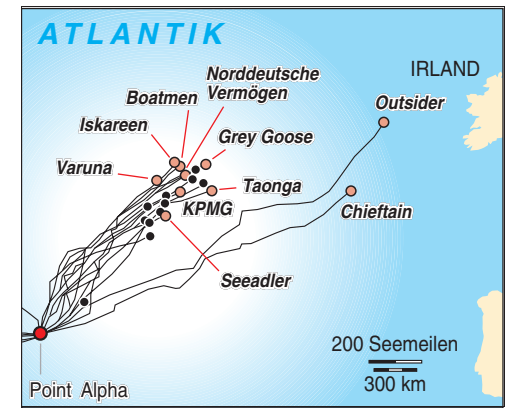 ATLANTIK
Norddeutsche
Vermögen
IRLAND
Boatmen
Outsider
Iskareen
Grey Goose
Varuna
Taonga
KPMG
Chieftain
Seeadler
200 Seemeilen
300 km
Point Alpha